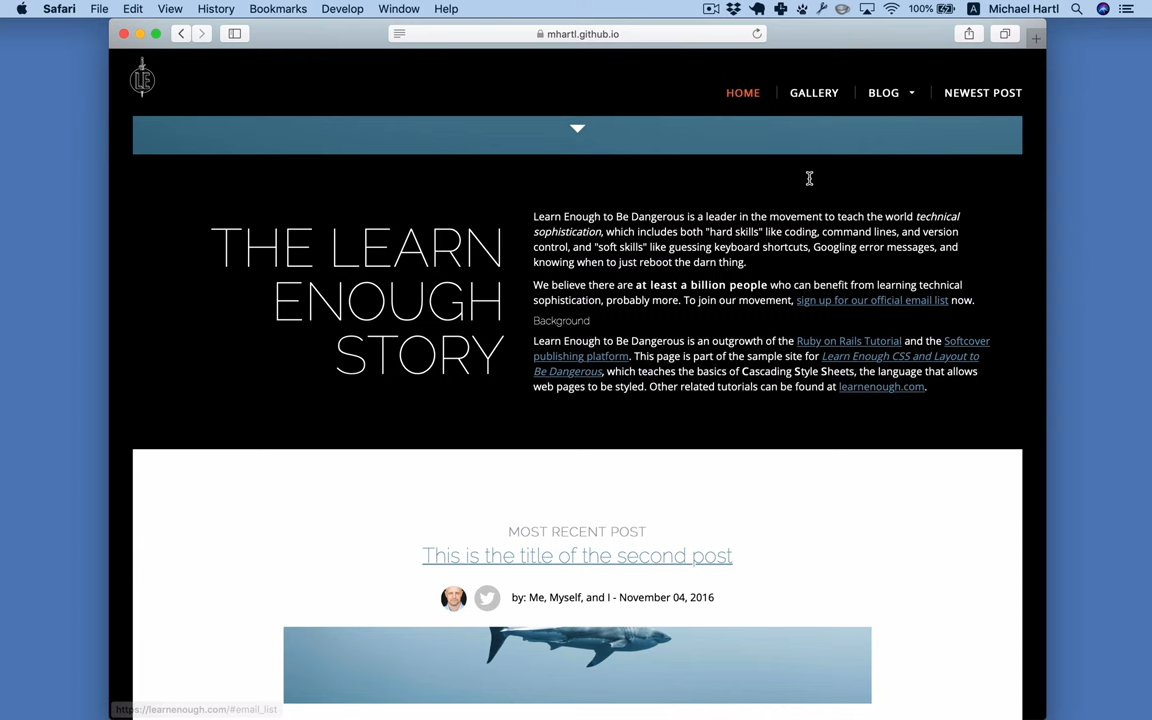 Safari File Edit View History Bookmarks Develop Window Help 100% A Michael Hartl
mhartl.github.io
LE
HOME GALLERY BLOG NEWEST POST
THE LEARN
ENOUGH
STORY
Learn Enough to Be Dangerous is a leader in the movement to teach the world technical
sophistication, which includes both "hard skills" like coding, command lines, and version
control, and "soft skills" like guessing keyboard shortcuts, Googling error messages, and
knowing when to just reboot the darn thing.
We believe there are at least a billion people who can benefit from learning technical
sophistication, probably more. To join our movement, sign up for our official email list now.
Background
Learn Enough to Be Dangerous is an outgrowth of the Ruby on Rails Tutorial and the Softcover
publishing platform. This page is part of the sample site for Learn Enough CSS and Layout to
Be Dangerous, which teaches the basics of Cascading Style Sheets, the language that allows
web pages to be styled. Other related tutorials can be found at learnenough.com.
MOST RECENT POST
This is the title of the second post
by: Me, Myself, and I - November 04, 2016
https://learnenough.com/#email_list